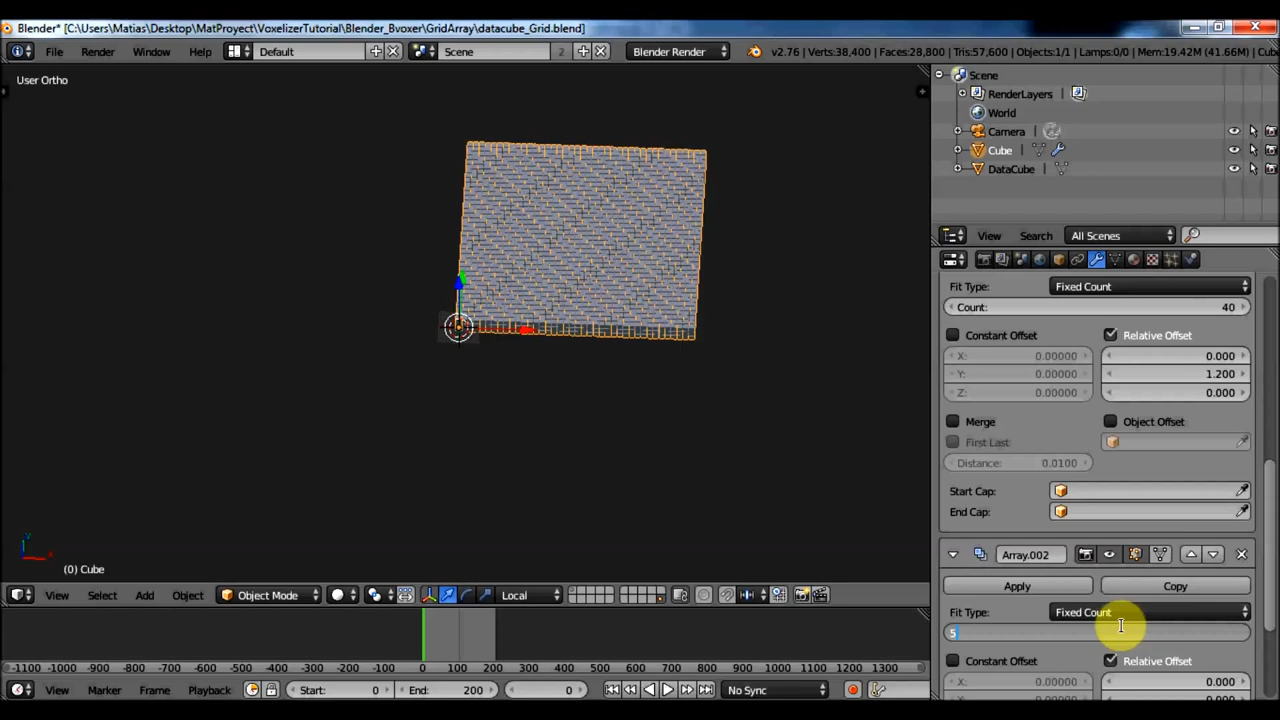 Blender* [C:\Users\Matias\Desktop\MatProyect\VoxelizerTutorial\Blender_Bvoxer\GridArray\datacube_Grid.blend]
File Render Window Help Default Scene 2 Blender Render v2.76 | Verts:38,400 | Faces:28,800 | Tris:57,600 | Objects:1/1 | Lamps:0/0 | Mem:19.42M (41.66M) | Cub
User Ortho
Scene
RenderLayers
World
Camera
Cube
DataCube
View Search All Scenes
Fit Type: Fixed Count
Count: 40
Constant Offset Relative Offset
X: 0.00000 0.000
Y: 0.00000 1.200
Z: 0.00000 0.000
Merge Object Offset
First Last
Distance: 0.0100
Start Cap:
End Cap:
Array.002
Apply Copy
Fit Type: Fixed Count
5
Constant Offset Relative Offset
X: 0.00000 0.000
(0) Cube
View Select Add Object Object Mode Local
-1100 -1000 -900 -800 -700 -600 -500 -400 -300 -200 -100 0 100 200 300 400 500 600 700 800 900 1000 1100 1200 1300
View Marker Frame Playback Start: 0 End: 200 0 No Sync